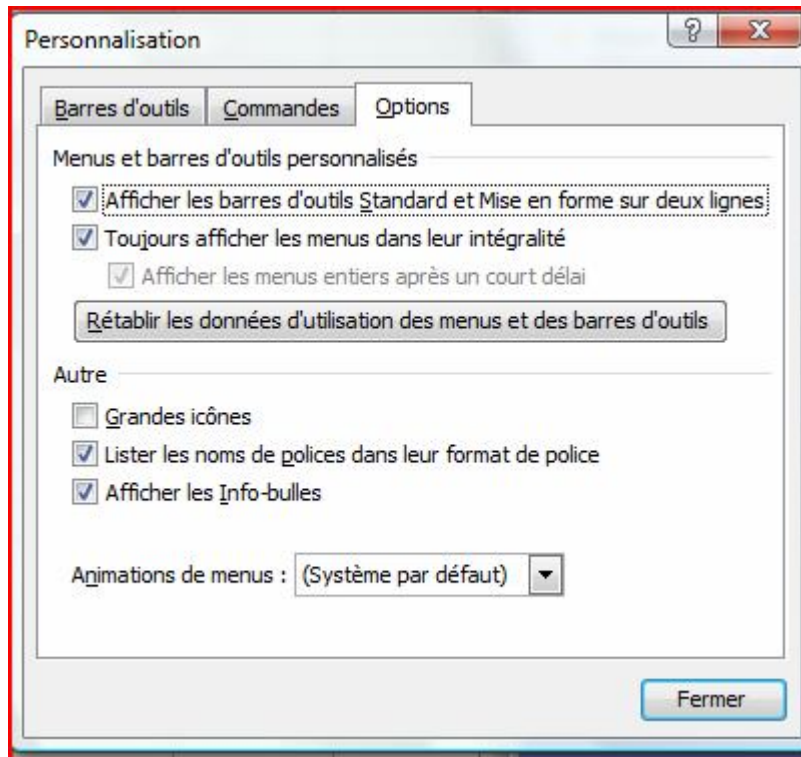 Personnalisation
Barres d'outils Commandes Options
Menus et barres d'outils personnalisés
Afficher les barres d'outils Standard et Mise en forme sur deux lignes
Toujours afficher les menus dans leur intégralité
Afficher les menus entiers après un court délai
Rétablir les données d'utilisation des menus et des barres d'outils
Autre
Grandes icônes
Lister les noms de polices dans leur format de police
Afficher les Info-bulles
Animations de menus : (Système par défaut)
Fermer